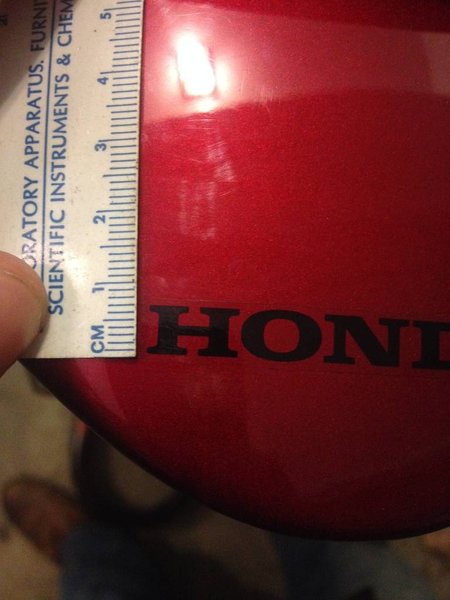 ORATORY APPARATUS. FURNI
SCIENTIFIC INSTRUMENTS & CHEM
CM 1 2 3 4 5
HOND